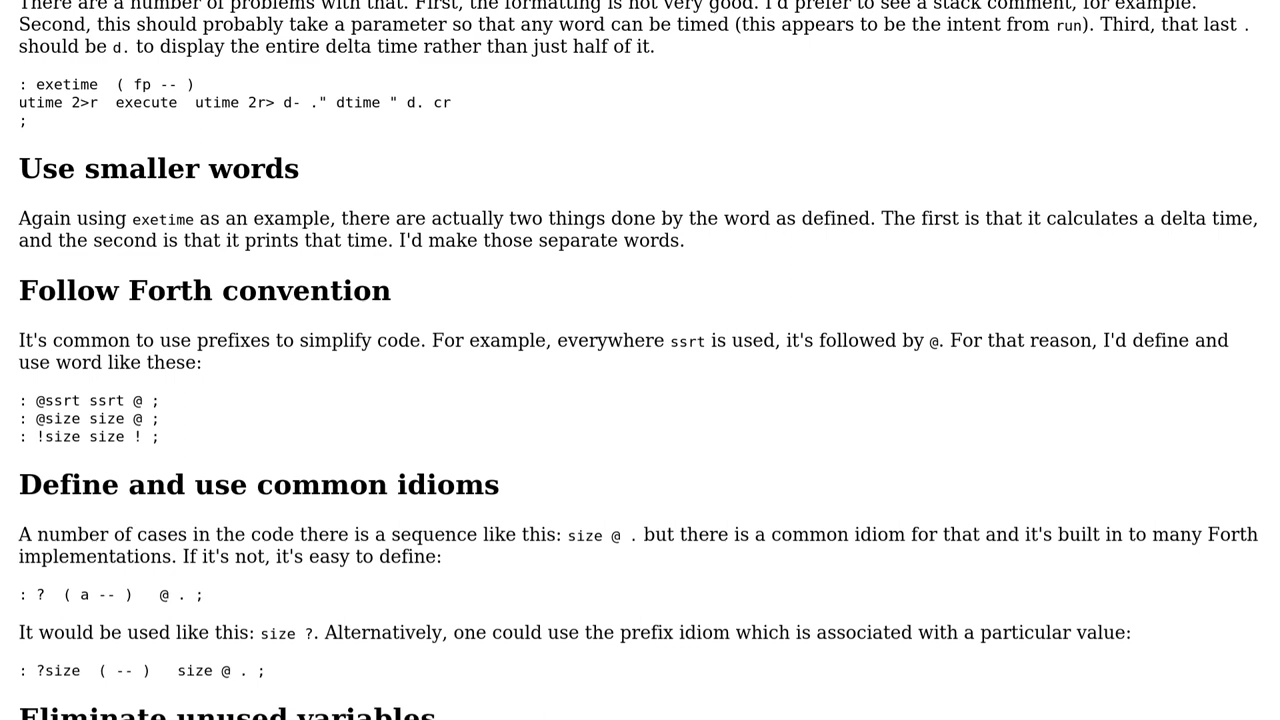 There are a number of problems with that. First, the formatting is not very good. I'd prefer to see a stack comment, for example.
Second, this should probably take a parameter so that any word can be timed (this appears to be the intent from run). Third, that last .
should be d. to display the entire delta time rather than just half of it.
: exetime  ( fp -- )
utime 2>r  execute  utime 2r> d- ." dtime " d. cr
;
Use smaller words
Again using exetime as an example, there are actually two things done by the word as defined. The first is that it calculates a delta time,
and the second is that it prints that time. I'd make those separate words.
Follow Forth convention
It's common to use prefixes to simplify code. For example, everywhere ssrt is used, it's followed by @. For that reason, I'd define and
use word like these:
: @ssrt ssrt @ ;
: @size size @ ;
: !size size ! ;
Define and use common idioms
A number of cases in the code there is a sequence like this: size @ . but there is a common idiom for that and it's built in to many Forth
implementations. If it's not, it's easy to define:
: ?  ( a -- )   @ . ;
It would be used like this: size ?. Alternatively, one could use the prefix idiom which is associated with a particular value:
: ?size  ( -- )   size @ . ;
Eliminate unused variables